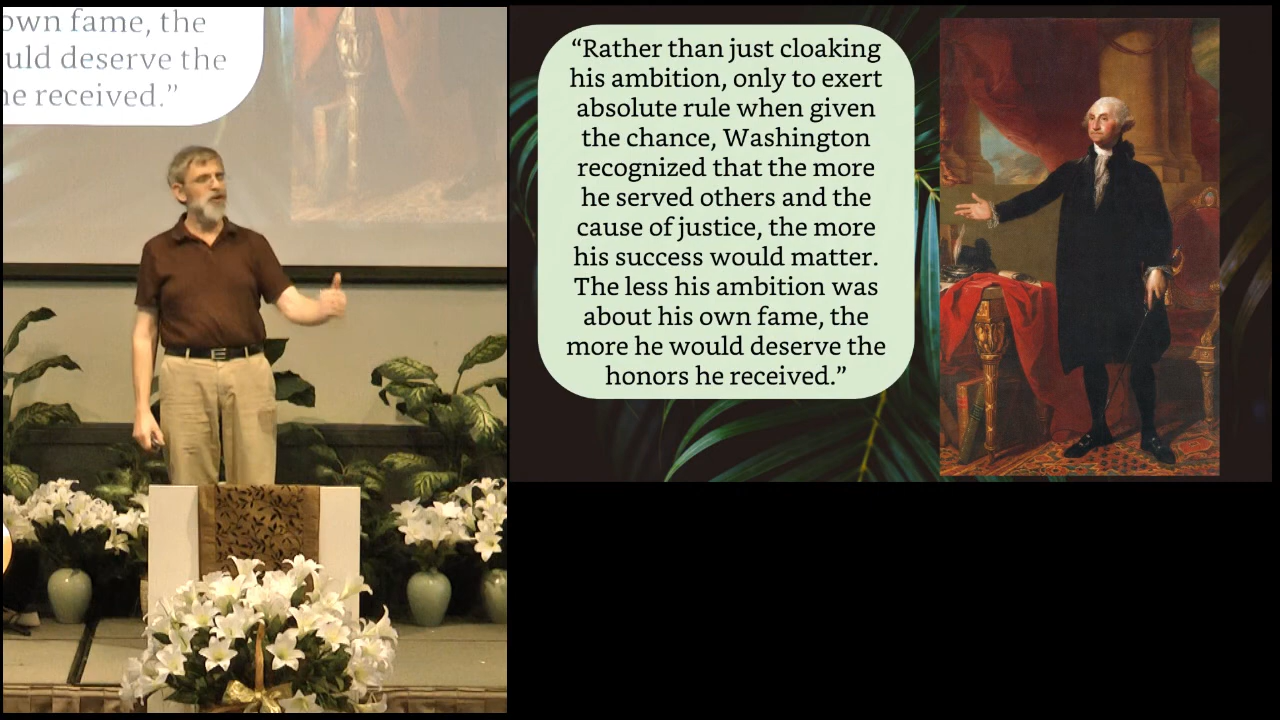 own fame, the
uld deserve the
he received.”
“Rather than just cloaking
his ambition, only to exert
absolute rule when given
the chance, Washington
recognized that the more
he served others and the
cause of justice, the more
his success would matter.
The less his ambition was
about his own fame, the
more he would deserve the
honors he received.”